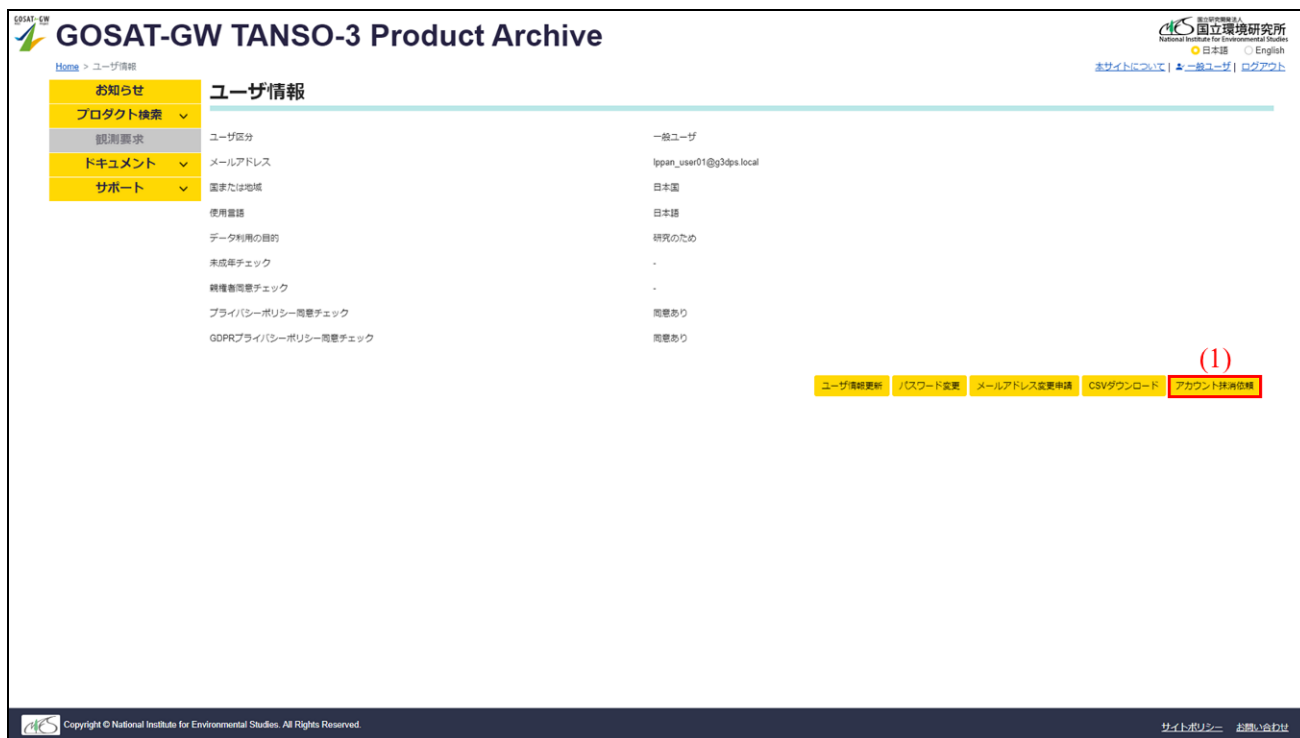 GOSAT-GW
GOSAT-GW TANSO-3 Product Archive
国立研究開発法人
国立環境研究所
National Institute for Environmental Studies
日本語 English
Home > ユーザ情報
本サイトについて | 一般ユーザ | ログアウト
お知らせ
プロダクト検索
観測要求
ドキュメント
サポート
ユーザ情報
ユーザ区分 一般ユーザ
メールアドレス Ippan_user01@g3dps.local
国または地域 日本国
使用言語 日本語
データ利用の目的 研究のため
未成年チェック -
親権者同意チェック -
プライバシーポリシー同意チェック 同意あり
GDPRプライバシーポリシー同意チェック 同意あり
(1)
ユーザ情報更新 パスワード変更 メールアドレス変更申請 CSVダウンロード アカウント抹消依頼
NIES Copyright © National Institute for Environmental Studies. All Rights Reserved.
サイトポリシー お問い合わせ